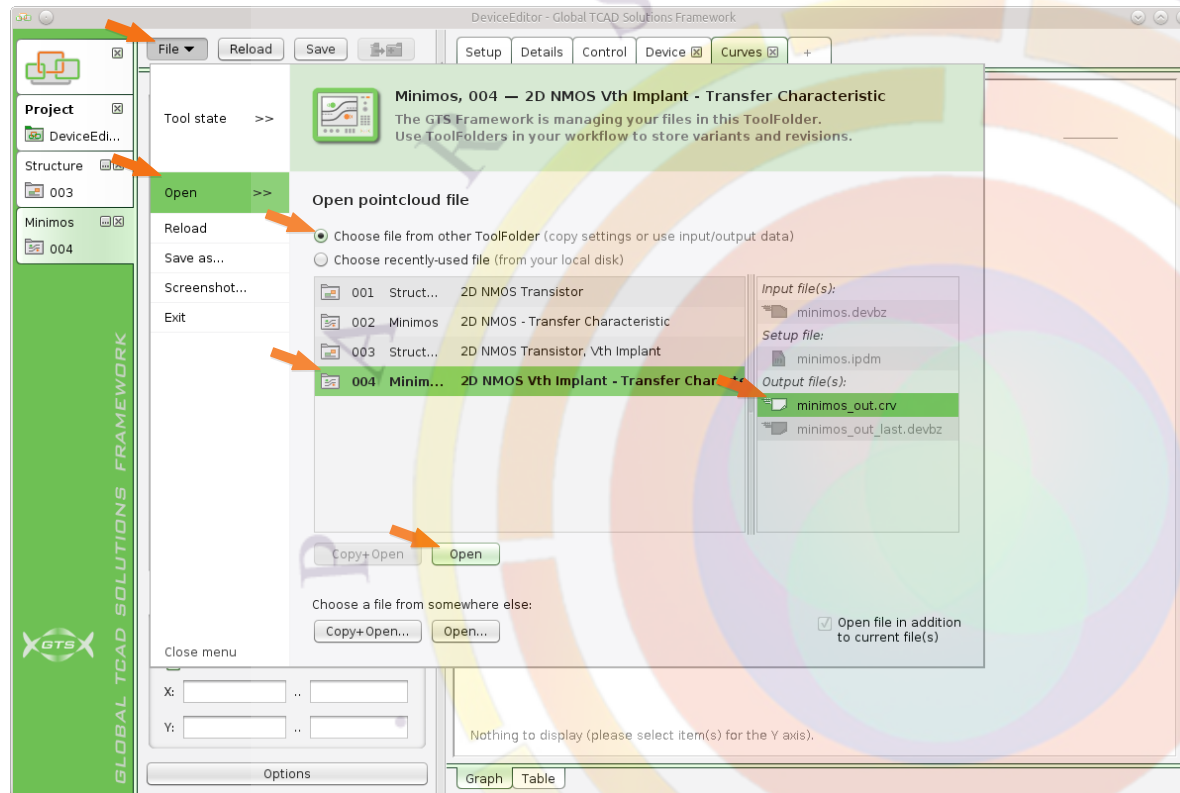 DeviceEditor - Global TCAD Solutions Framework
File Reload Save
Setup Details Control Device Curves +
Project
DeviceEdi...
Structure
003
Minimos
004
GLOBAL TCAD SOLUTIONS FRAMEWORK
GTS
Tool state >>
Open >>
Reload
Save as...
Screenshot...
Exit
Close menu
Minimos, 004 — 2D NMOS Vth Implant - Transfer Characteristic
The GTS Framework is managing your files in this ToolFolder.
Use ToolFolders in your workflow to store variants and revisions.
Open pointcloud file
Choose file from other ToolFolder (copy settings or use input/output data)
Choose recently-used file (from your local disk)
001 Struct... 2D NMOS Transistor
002 Minimos 2D NMOS - Transfer Characteristic
003 Struct... 2D NMOS Transistor, Vth Implant
004 Minim... 2D NMOS Vth Implant - Transfer Characte
Input file(s):
minimos.devbz
Setup file:
minimos.ipdm
Output file(s):
minimos_out.crv
minimos_out_last.devbz
Copy+Open Open
Choose a file from somewhere else:
Copy+Open... Open...
Open file in addition
to current file(s)
X: ..
Y: ..
Options
Nothing to display (please select item(s) for the Y axis).
Graph Table